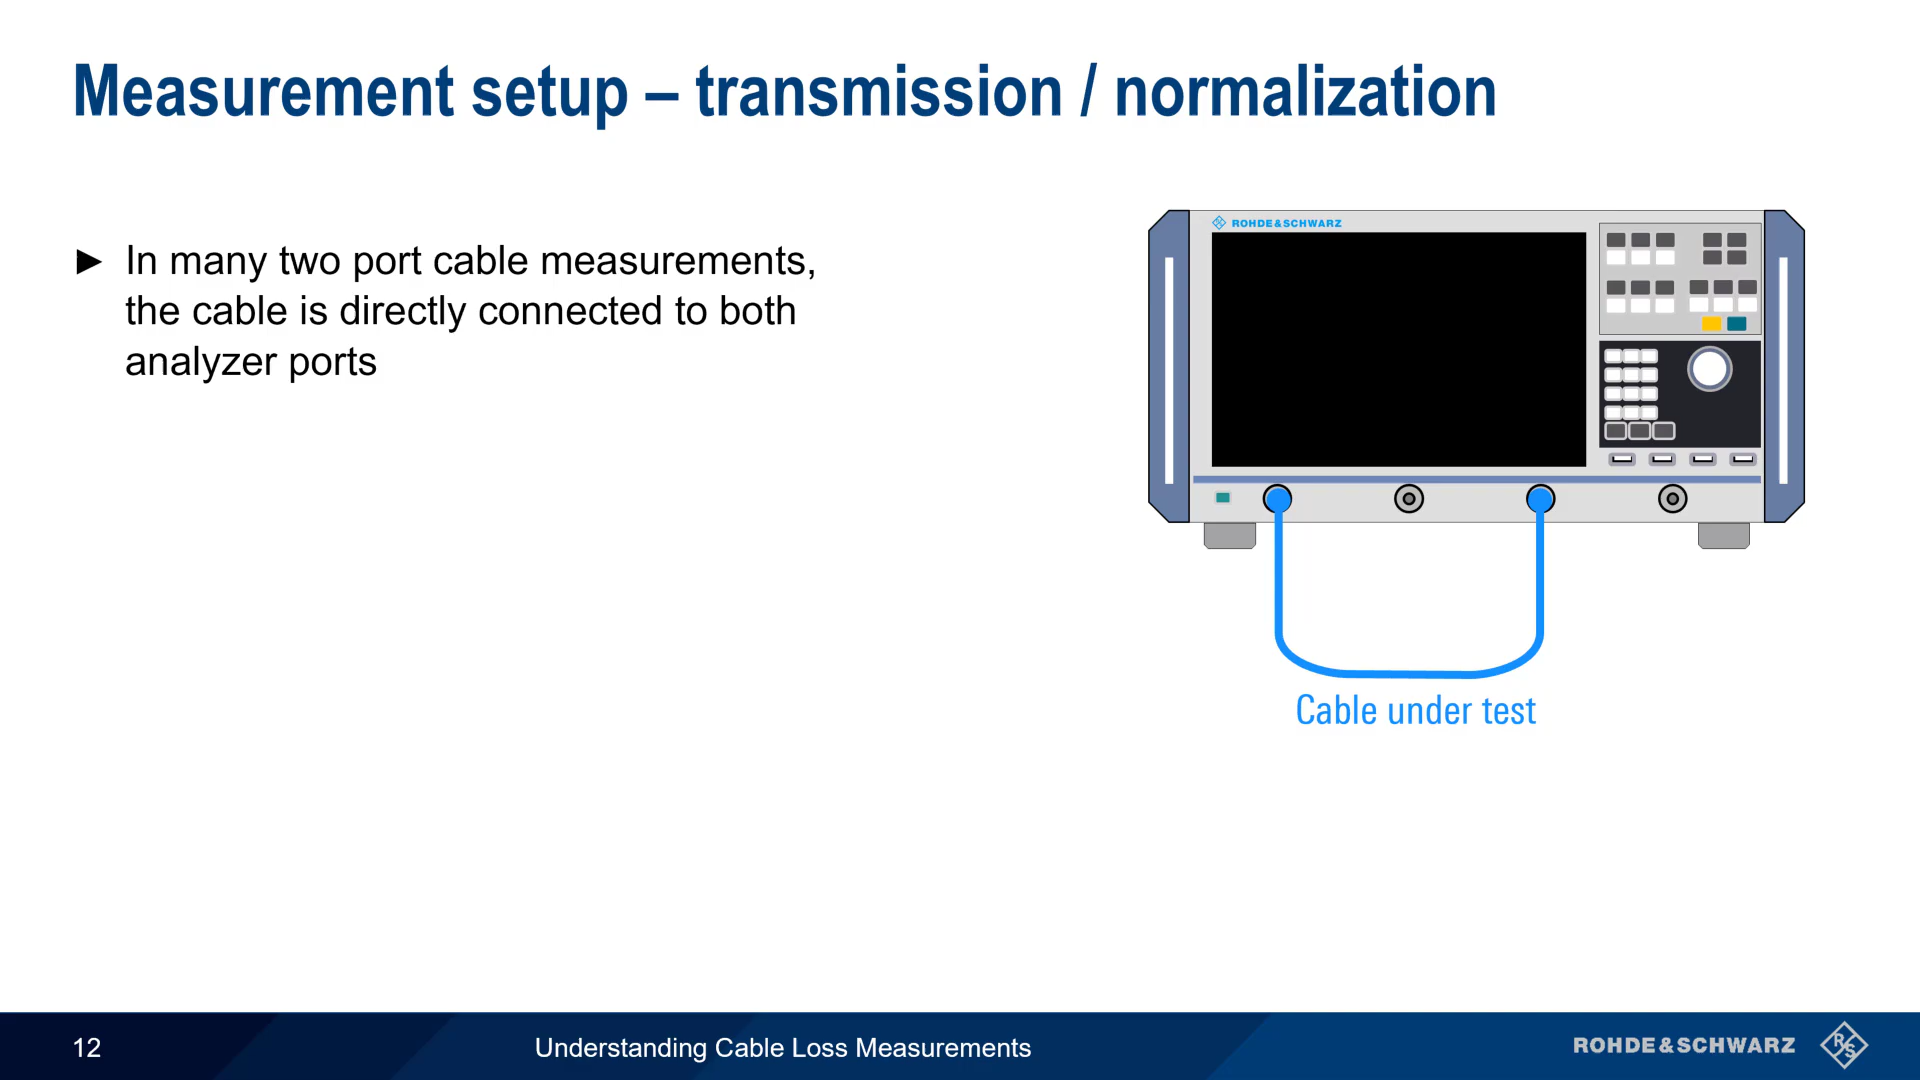 Measurement setup – transmission / normalization
ROHDE&SCHWARZ
► In many two port cable measurements,
the cable is directly connected to both
analyzer ports
Cable under test
12
Understanding Cable Loss Measurements
ROHDE&SCHWARZ
R&S